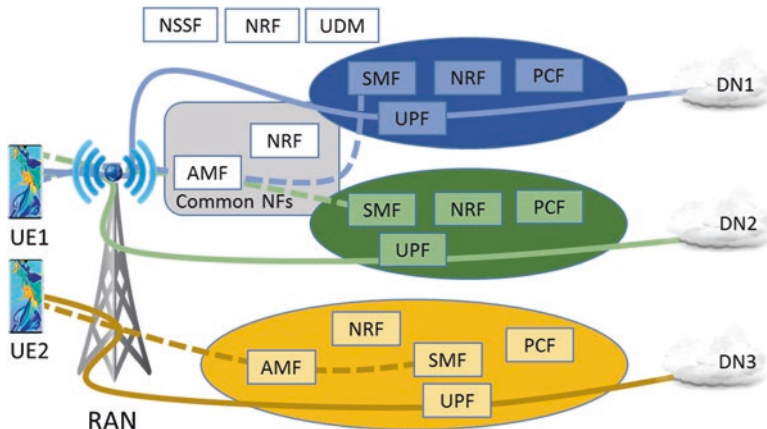 NSSF NRF UDM
SMF NRF PCF
DN1
UPF
NRF
AMF
Common NFs
UE1
SMF NRF PCF
DN2
UPF
UE2
NRF
PCF
AMF SMF
DN3
UPF
RAN